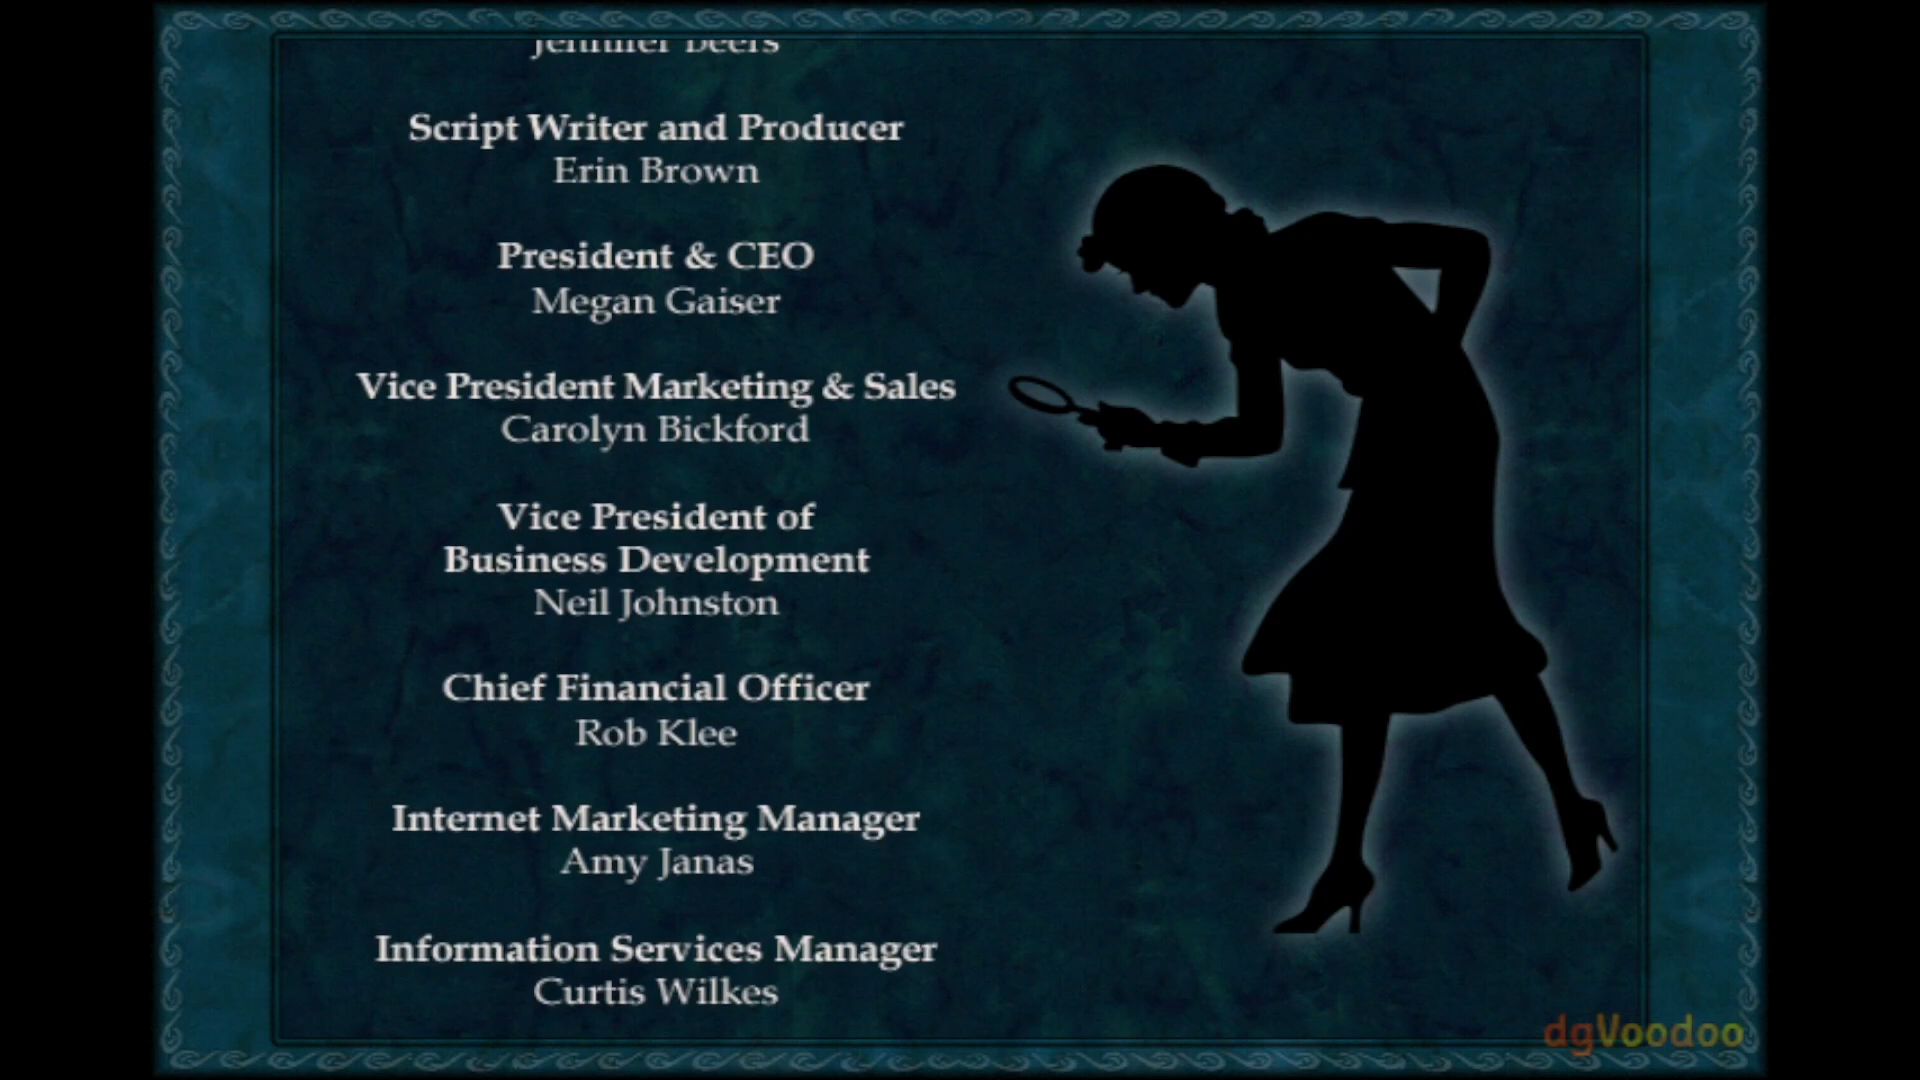 Jennifer Beers
Script Writer and Producer
Erin Brown
President & CEO
Megan Gaiser
Vice President Marketing & Sales
Carolyn Bickford
Vice President of
Business Development
Neil Johnston
Chief Financial Officer
Rob Klee
Internet Marketing Manager
Amy Janas
Information Services Manager
Curtis Wilkes
dgVoodoo